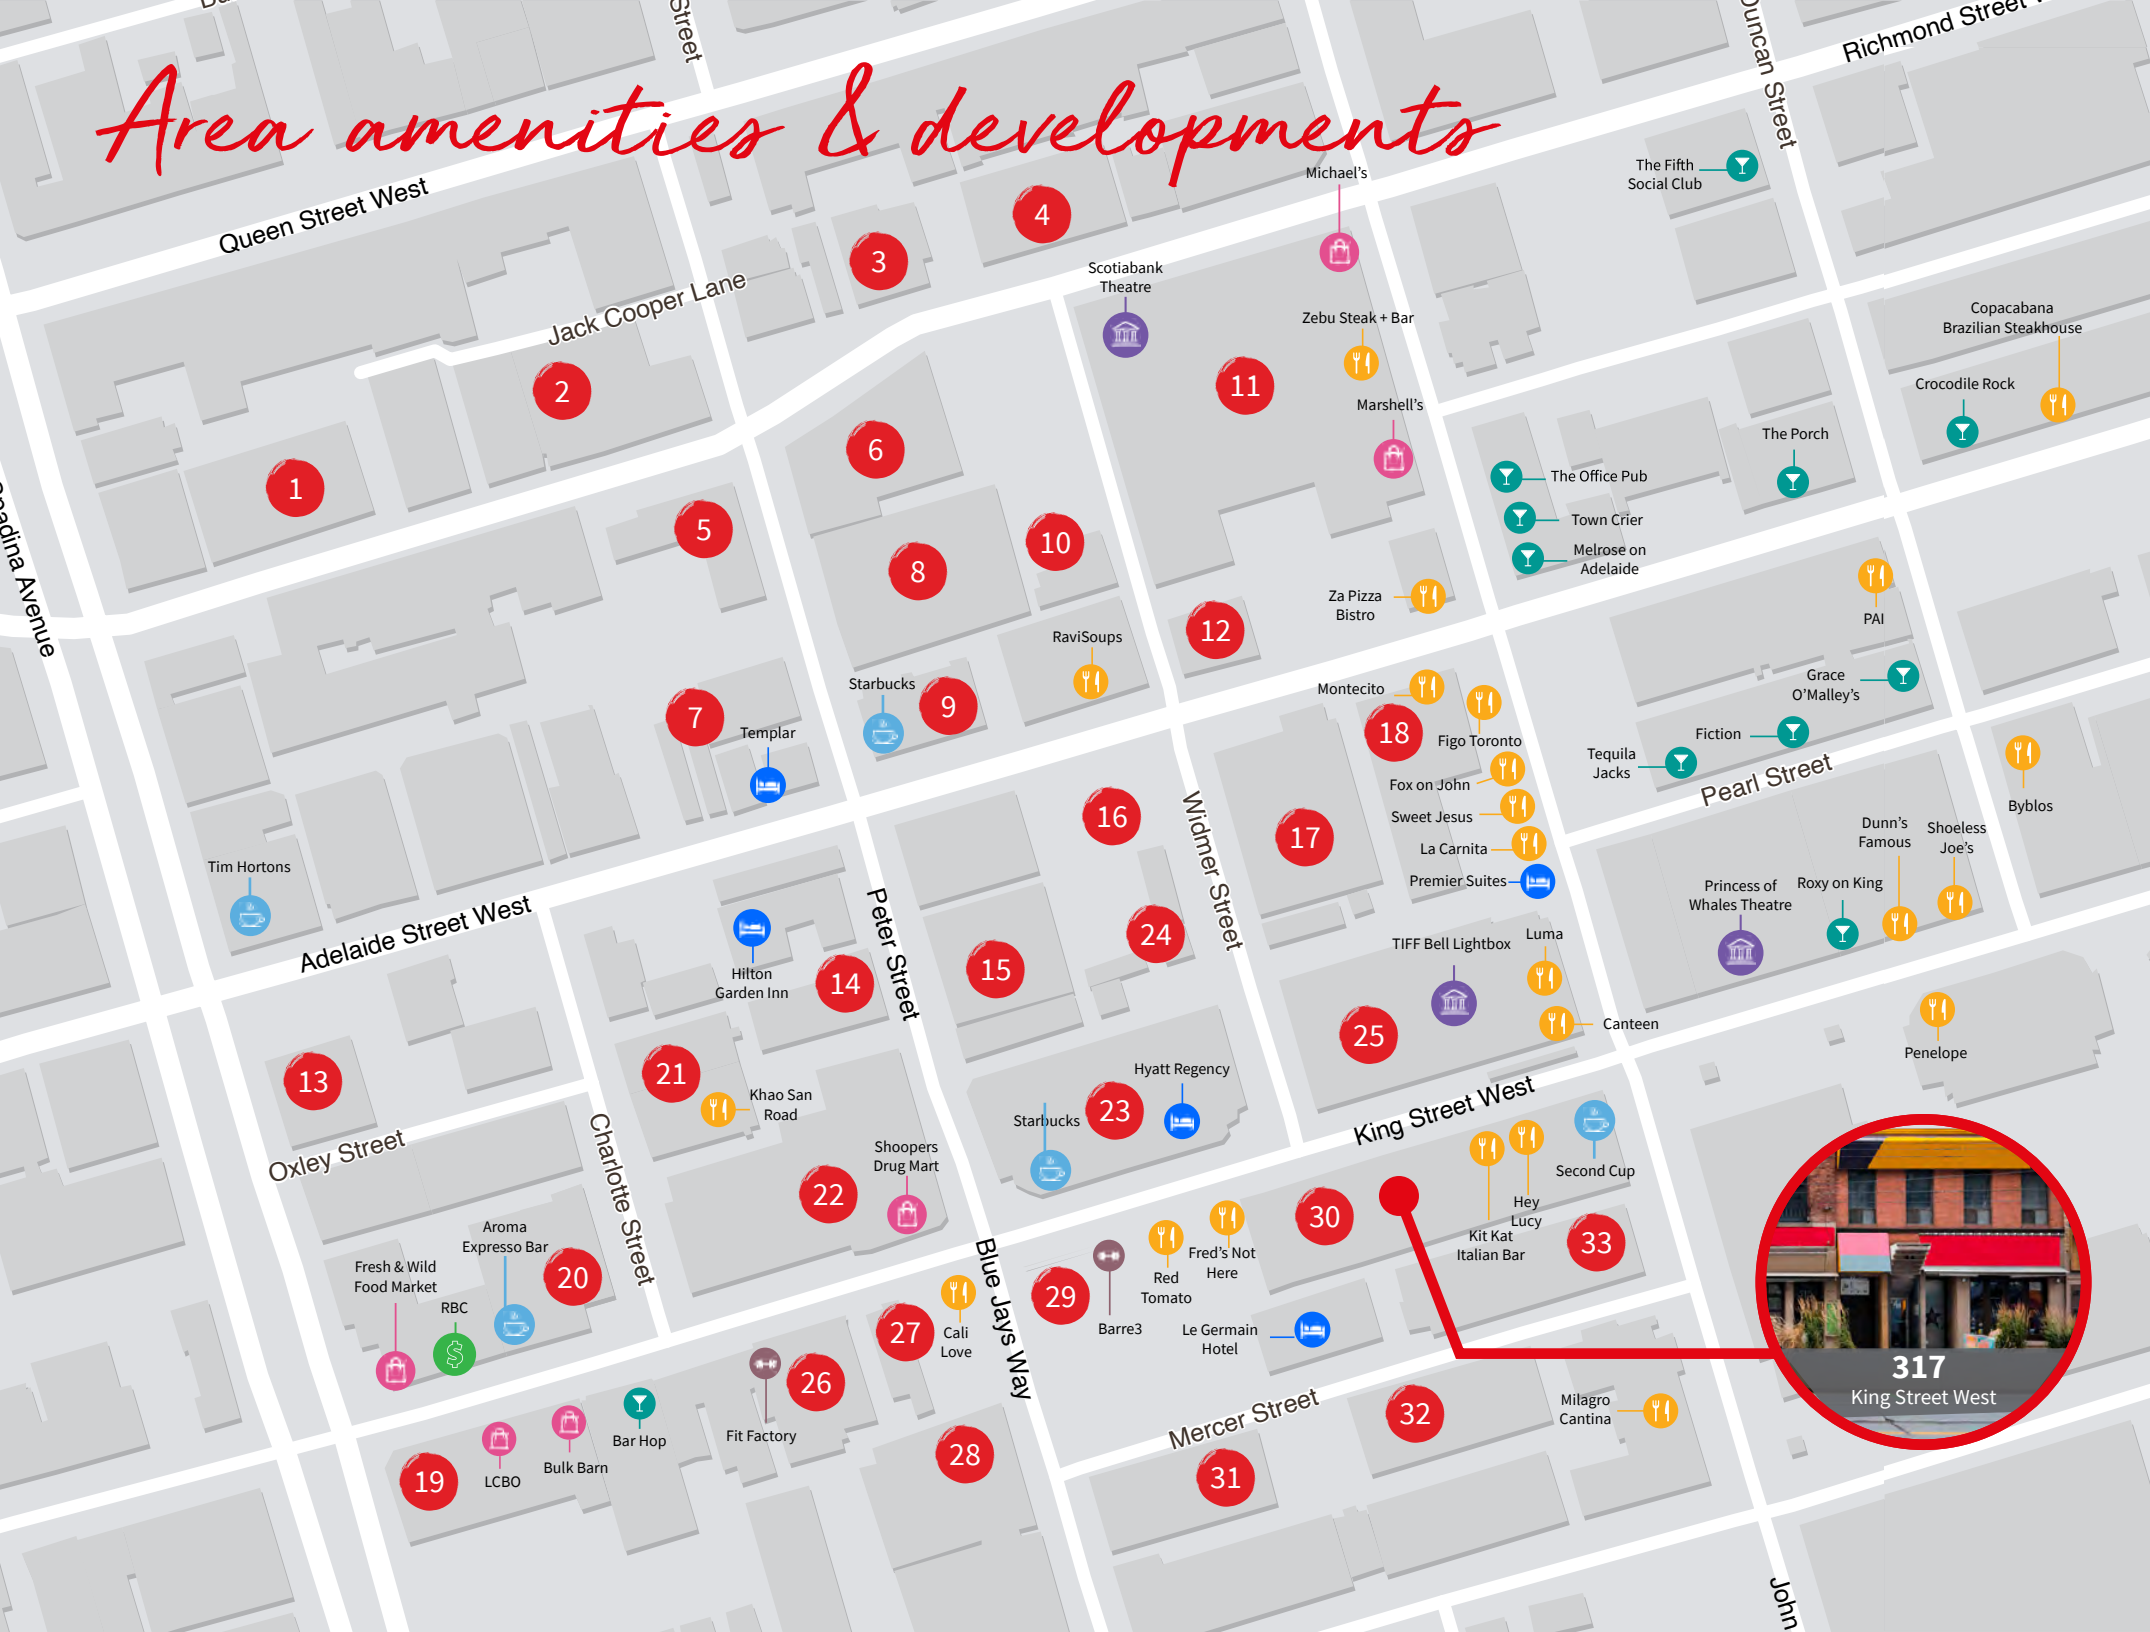 Area amenities & developments
Street
Duncan Street
Richmond Street
Queen Street West
Jack Cooper Lane
Michael's
The Fifth
Social Club
4
3
Scotiabank
Theatre
Zebu Steak + Bar
Copacabana
Brazilian Steakhouse
2
11
Crocodile Rock
Marshell's
The Porch
6
1
The Office Pub
5
Town Crier
10
Melrose on
Adelaide
8
Za Pizza
Bistro
PAI
12
RaviSoups
Starbucks
Montecito
Grace
O'Malley's
9
7
Templar
18
Figo Toronto
Fiction
Tequila
Jacks
Pearl Street
Fox on John
Byblos
16
Sweet Jesus
Widmer Street
17
La Carnita
Dunn's
Famous
Shoeless
Joe's
Tim Hortons
Premier Suites
Princess of
Whales Theatre
Roxy on King
Adelaide Street West
Peter Street
24
TIFF Bell Lightbox
Luma
Hilton
Garden Inn
14
15
25
Canteen
Penelope
13
21
Khao San
Road
Hyatt Regency
23
Starbucks
King Street West
Oxley Street
Charlotte Street
Shoopers
Drug Mart
22
Second Cup
Hey
Lucy
Kit Kat
Italian Bar
30
33
Aroma
Expresso Bar
Fresh & Wild
Food Market
20
RBC
Fred's Not
Here
Red
Tomato
29
Barre3
Blue Jays Way
27
Cali
Love
Le Germain
Hotel
317
King Street West
26
Fit Factory
Mercer Street
32
Milagro
Cantina
Bar Hop
28
31
Bulk Barn
LCBO
19
John